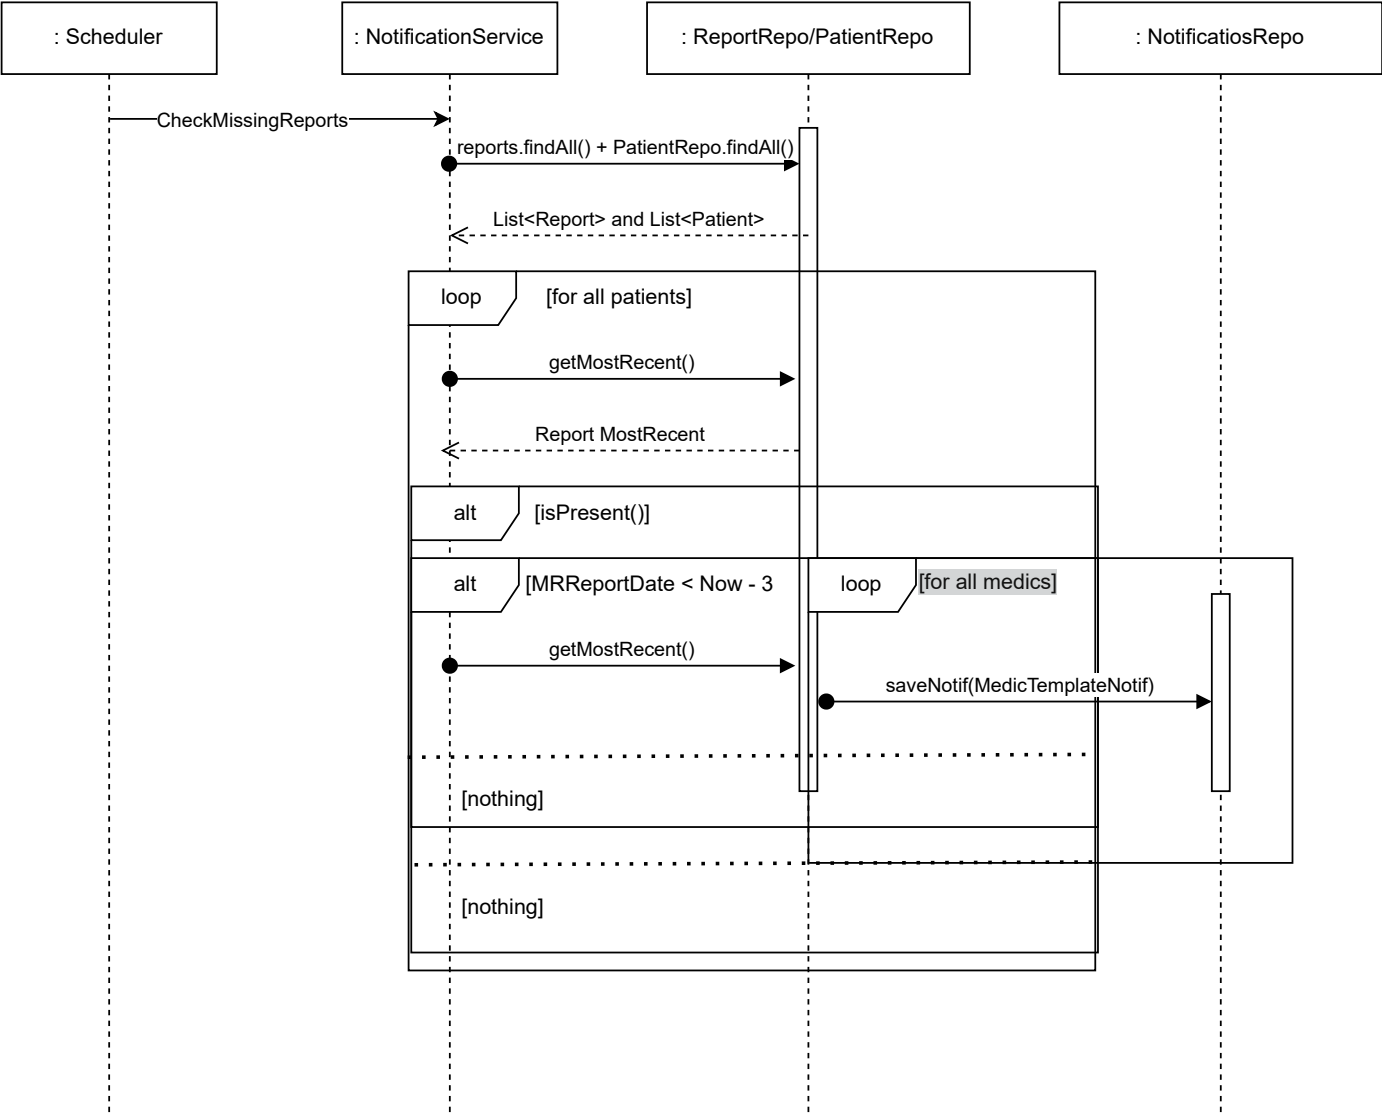 : Scheduler
: NotificationService
: ReportRepo/PatientRepo
: NotificatiosRepo
CheckMissingReports
reports.findAll() + PatientRepo.findAll()
List<Report> and List<Patient>
loop
[for all patients]
getMostRecent()
Report MostRecent
alt
[isPresent()]
alt
[MRReportDate < Now - 3
loop
[for all medics]
getMostRecent()
saveNotif(MedicTemplateNotif)
[nothing]
[nothing]